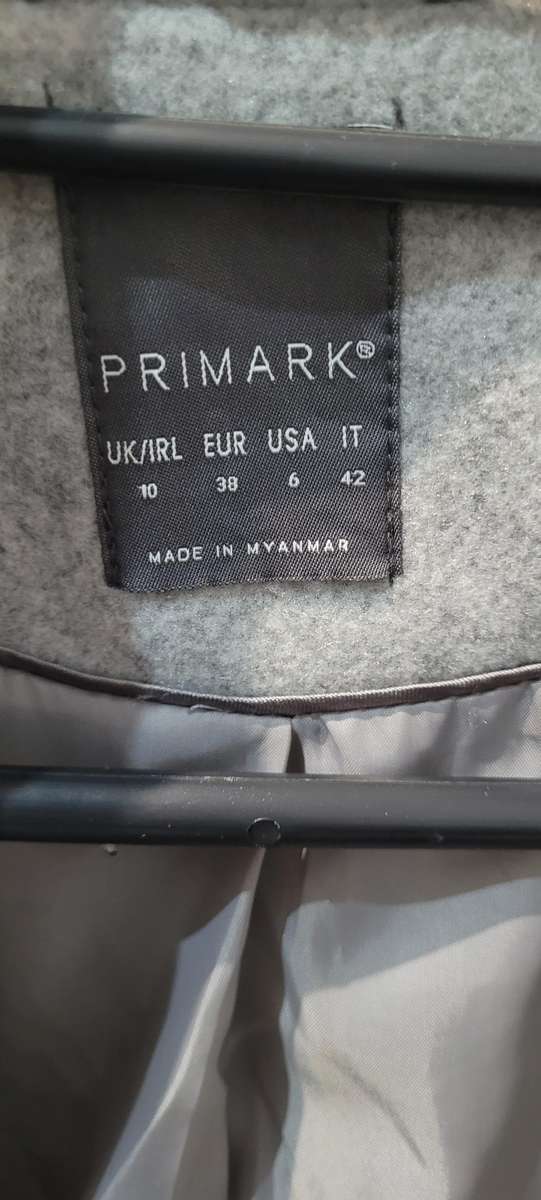 PRIMARK®
UK/IRL EUR USA IT
10 38 6 42
MADE IN MYANMAR